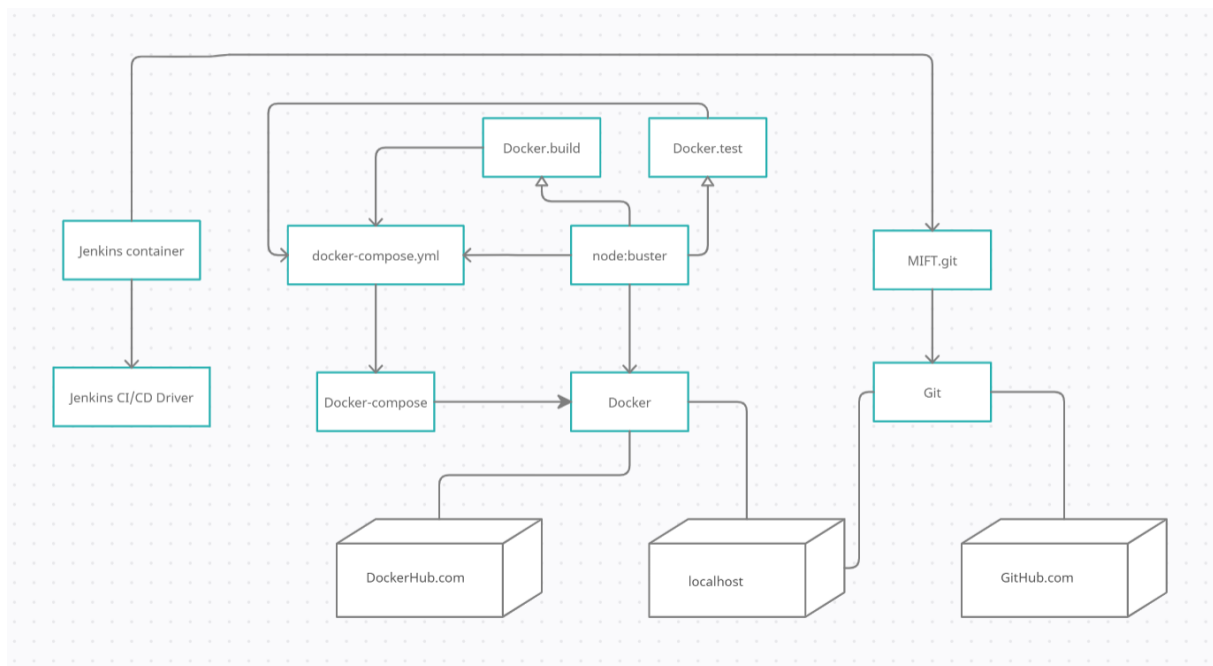 Docker.build
Docker.test
Jenkins container
docker-compose.yml
node:buster
MIFT.git
Jenkins CI/CD Driver
Docker-compose
Docker
Git
DockerHub.com
localhost
GitHub.com